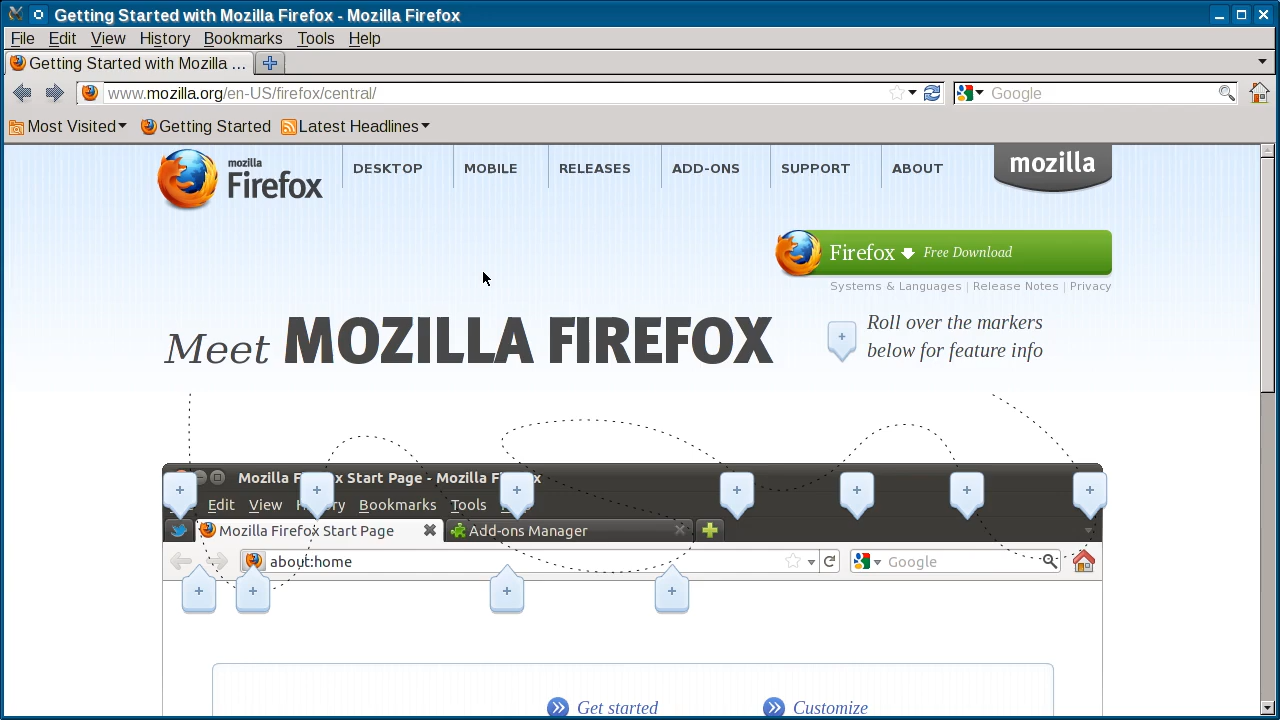 Getting Started with Mozilla Firefox - Mozilla Firefox
File Edit View History Bookmarks Tools Help
Getting Started with Mozilla ...
www.mozilla.org/en-US/firefox/central/
Google
Most Visited Getting Started Latest Headlines
mozilla
Firefox
DESKTOP MOBILE RELEASES ADD-ONS SUPPORT ABOUT
mozilla
Firefox Free Download
Systems & Languages | Release Notes | Privacy
Meet MOZILLA FIREFOX
Roll over the markers
below for feature info
Mozilla Firefox Start Page - Mozilla Firefox
Edit View History Bookmarks Tools
Mozilla Firefox Start Page Add-ons Manager
about:home Google
Get started Customize